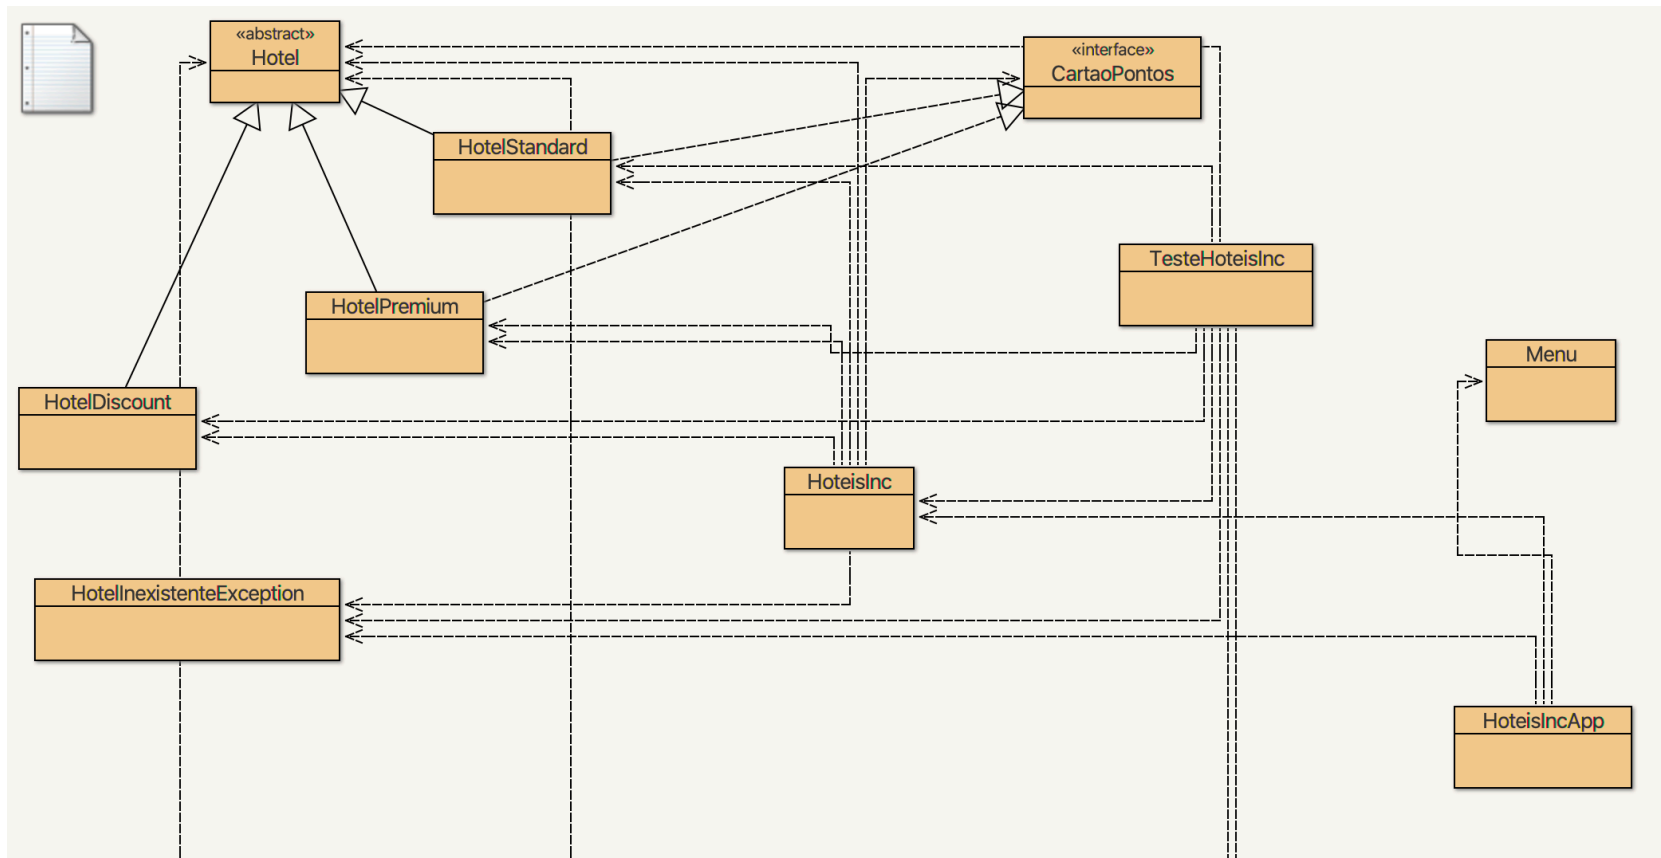 «abstract»
Hotel
«interface»
CartaoPontos
HotelStandard
TesteHoteisInc
HotelPremium
Menu
HotelDiscount
HoteisInc
HotelInexistenteException
HoteisIncApp